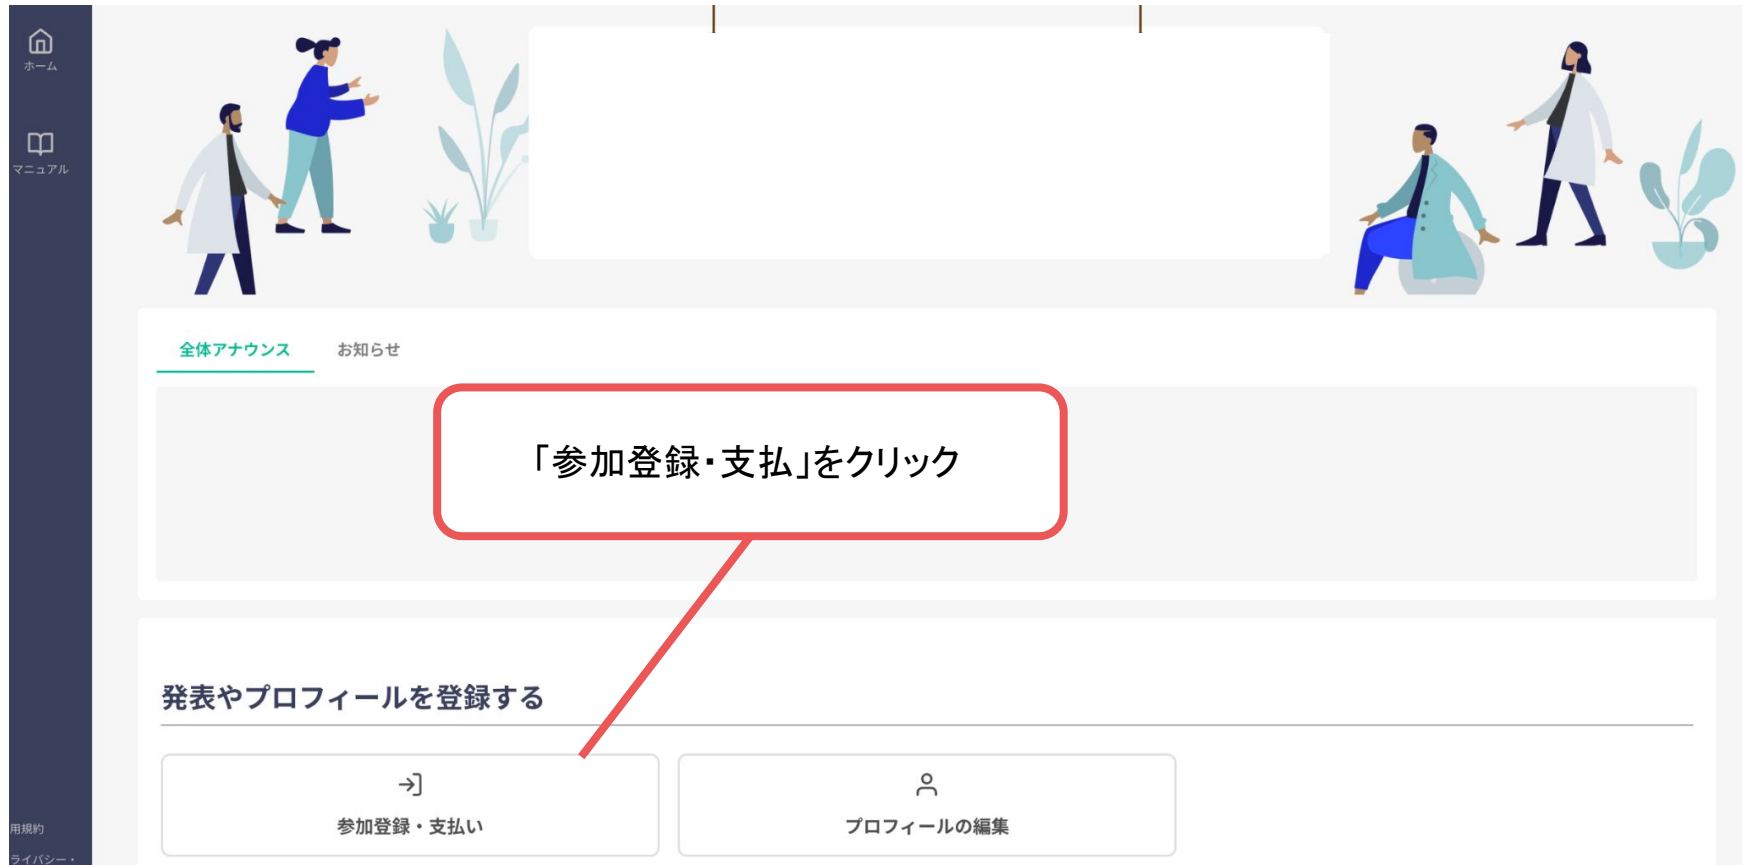 ホーム
マニュアル
全体アナウンス
お知らせ
「参加登録・支払」をクリック
発表やプロフィールを登録する
参加登録・支払い
プロフィールの編集
用規約
ライバシー・